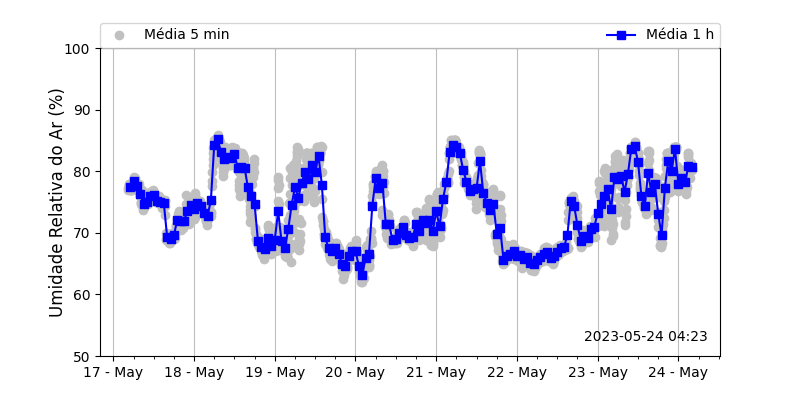 Média 5 min
Média 1 h
Umidade Relativa do Ar (%)
100
90
80
70
60
50
2023-05-24 04:23
17 - May
18 - May
19 - May
20 - May
21 - May
22 - May
23 - May
24 - May